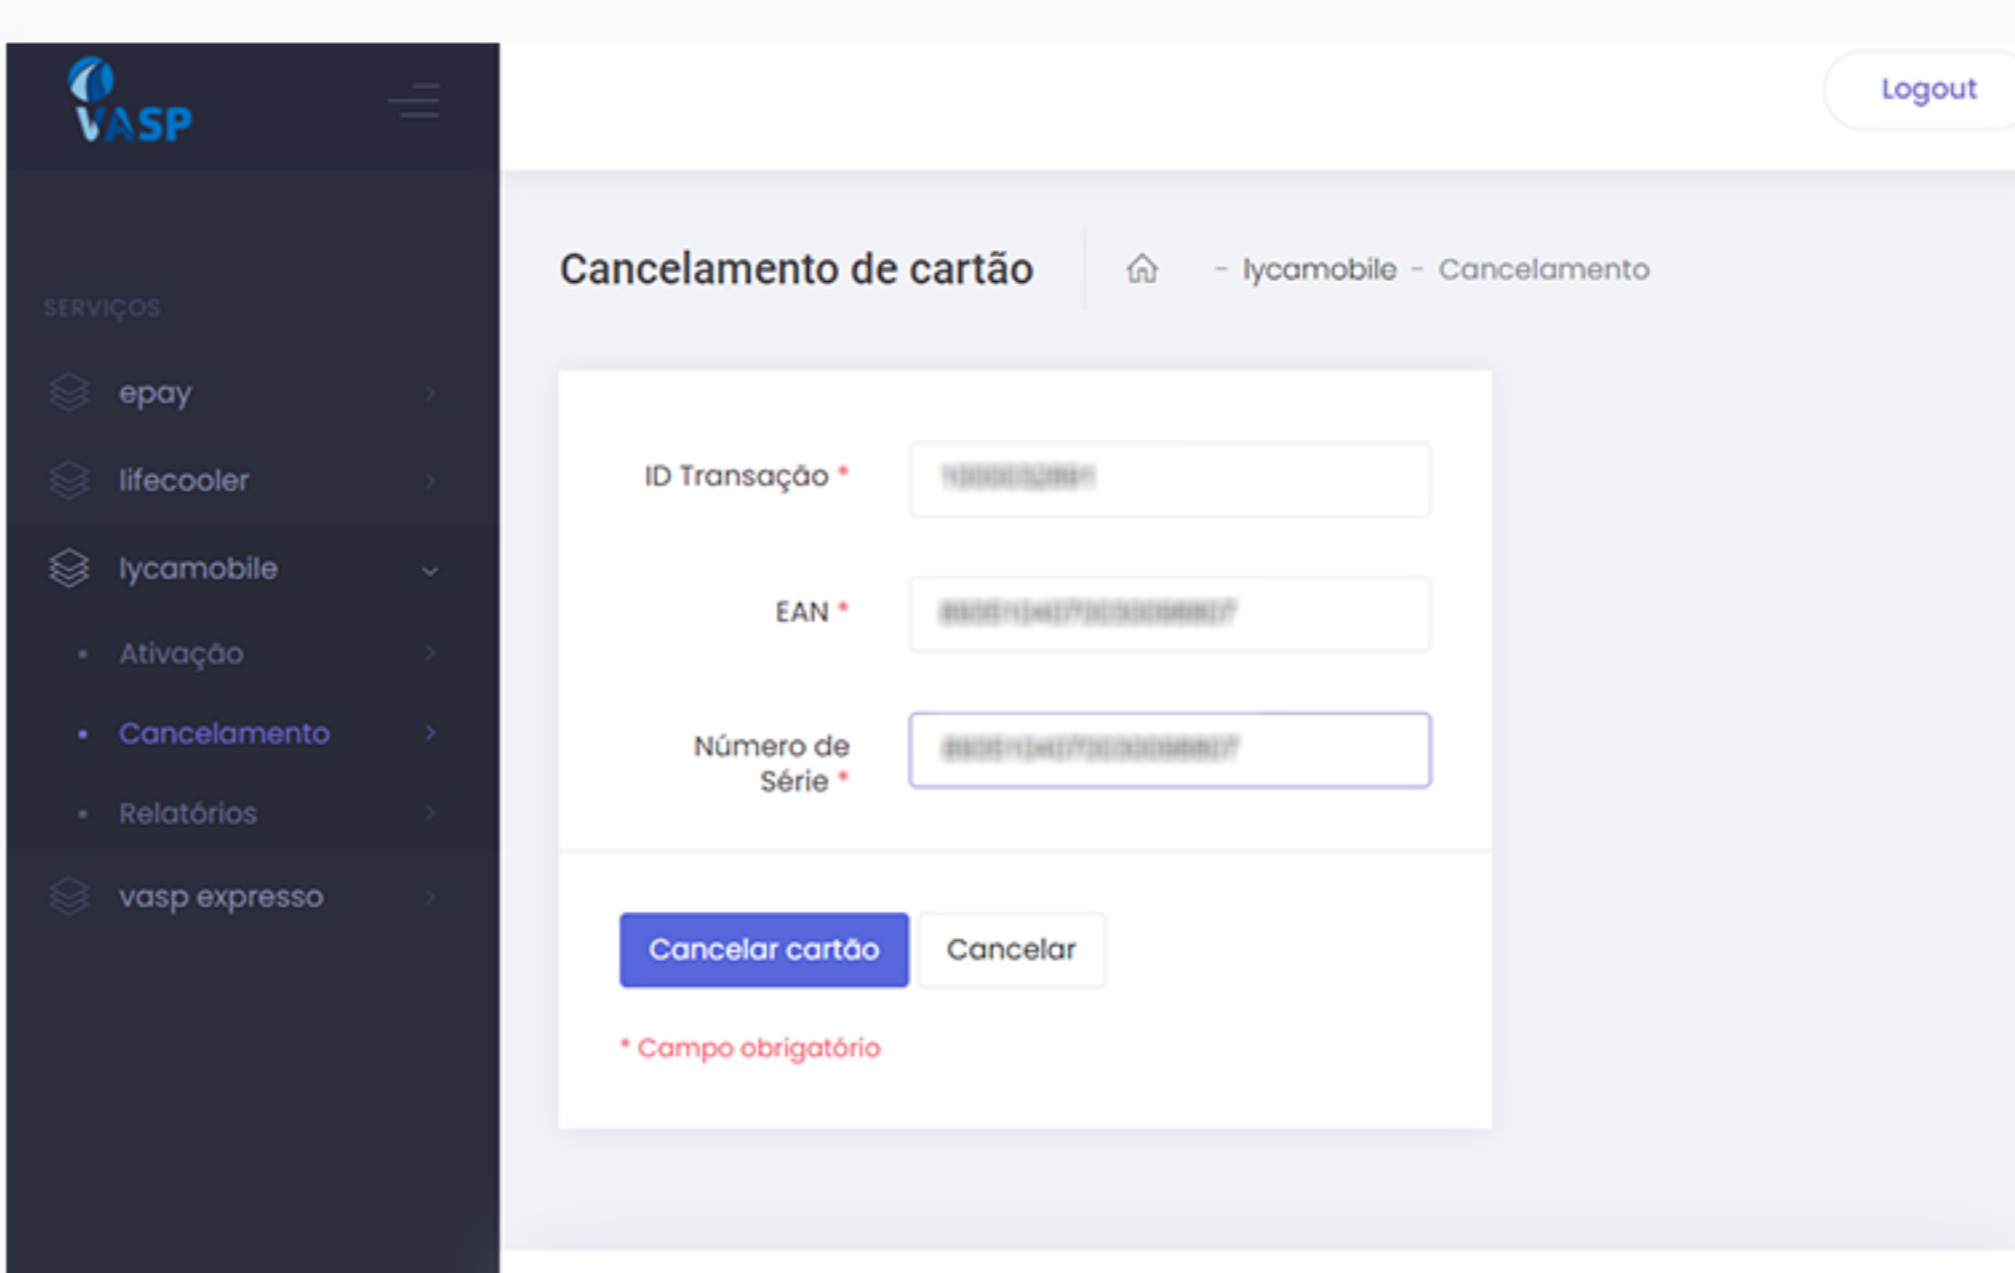 VASP
Logout
Cancelamento de cartão
- lycamobile - Cancelamento
SERVIÇOS
epay
lifecooler
lycamobile
Ativação
Cancelamento
Relatórios
vasp expresso
ID Transação *
EAN *
Número de
Série *
Cancelar cartão
Cancelar
* Campo obrigatório